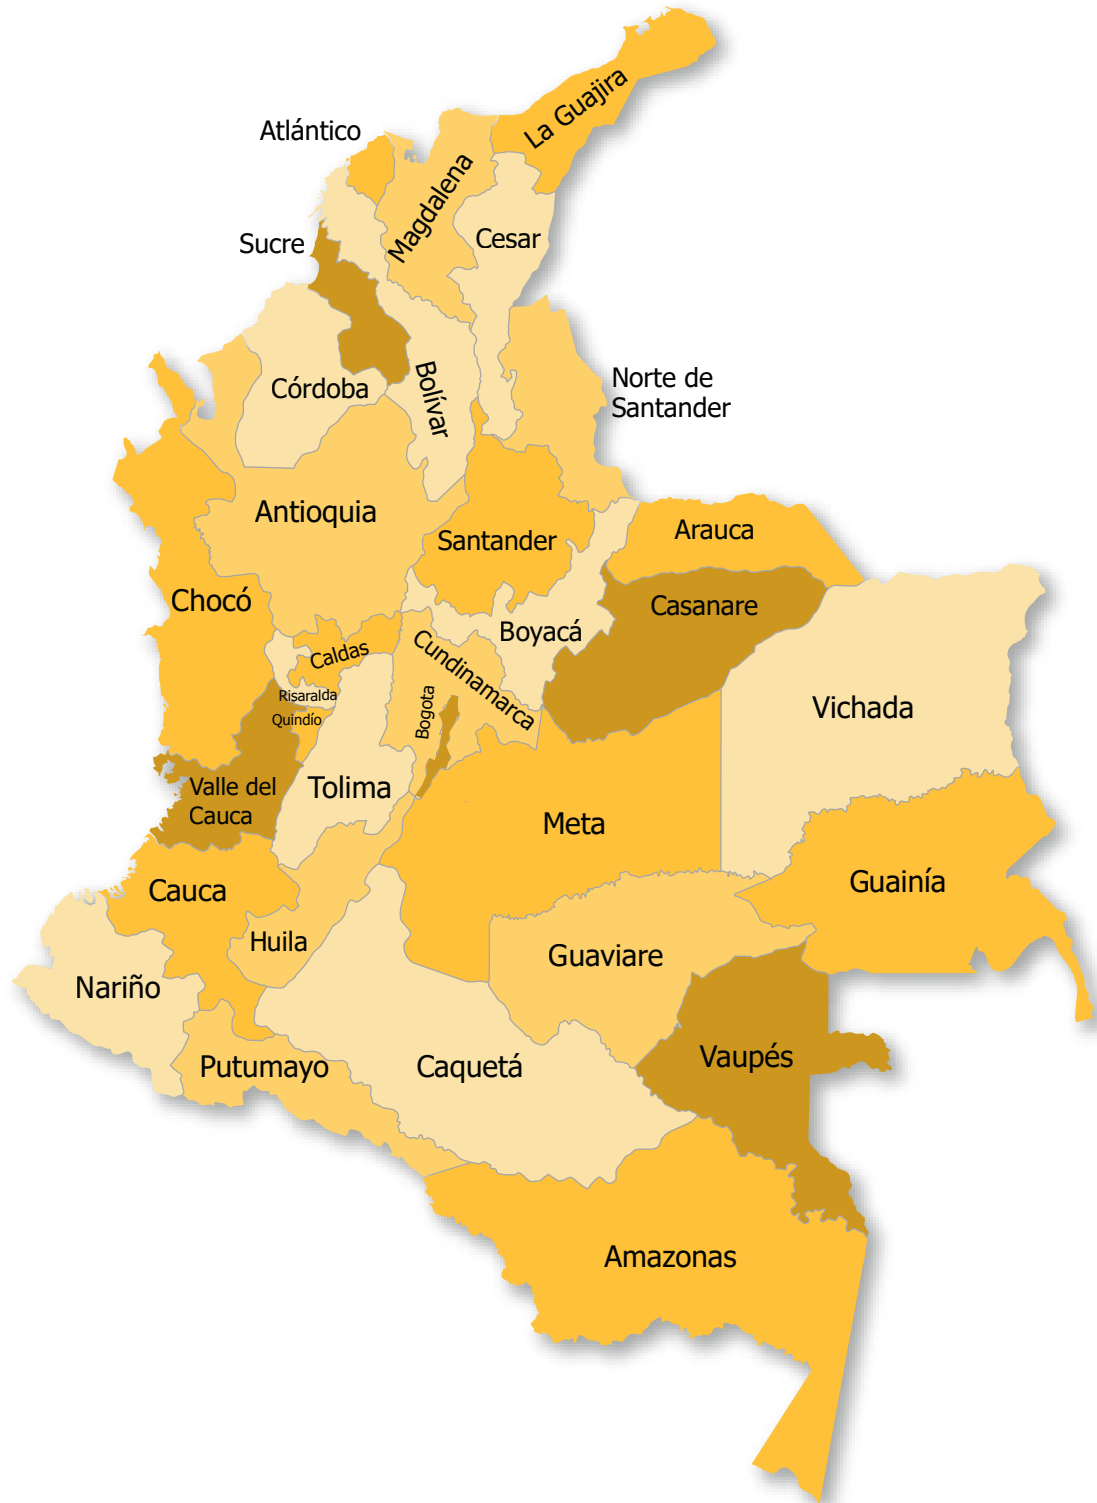 La Guajira
Atlántico
Magdalena
Sucre
Cesar
Norte de
Santander
Córdoba
Bolívar
Antioquia
Santander
Arauca
Chocó
Casanare
Boyacá
Caldas
Cundinamarca
Risaralda
Quindío
Bogota
Vichada
Valle del
Cauca
Tolima
Meta
Cauca
Guainía
Huila
Guaviare
Nariño
Putumayo
Caquetá
Vaupés
Amazonas